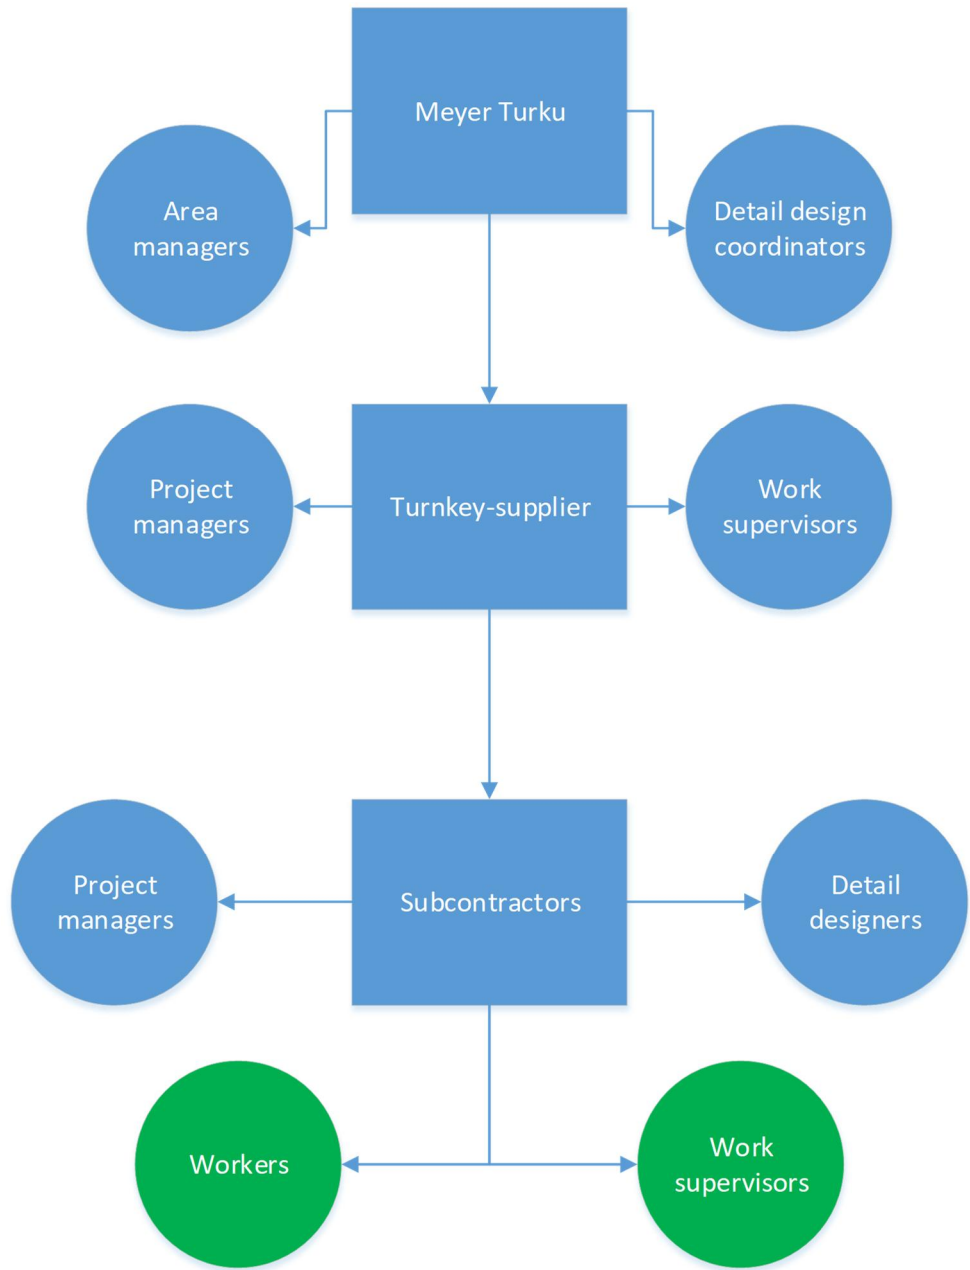 Meyer Turku
Area
managers
Detail design
coordinators
Project
managers
Turnkey-supplier
Work
supervisors
Project
managers
Subcontractors
Detail
designers
Workers
Work
supervisors